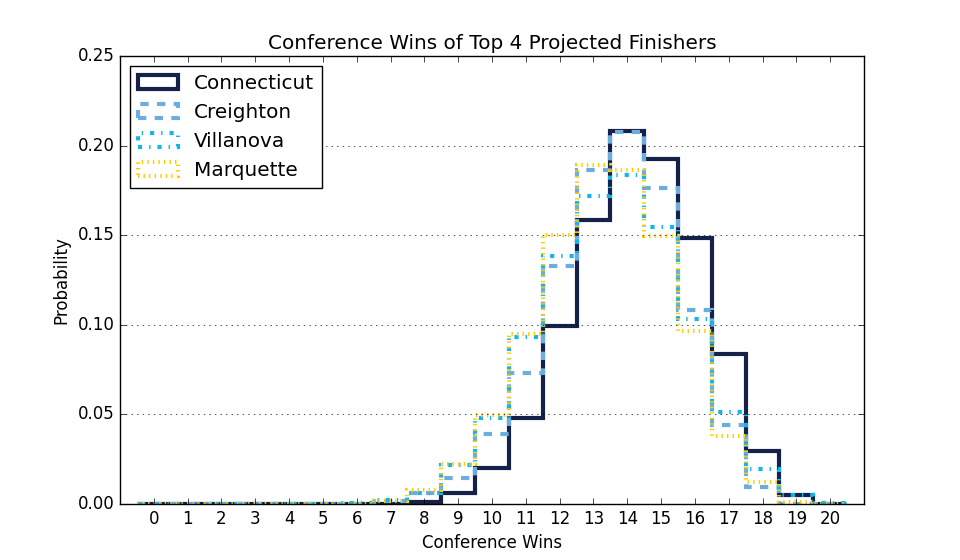 Conference Wins of Top 4 Projected Finishers
0.25
0.20
0.15
0.10
0.05
0.00
Probability
Connecticut
Creighton
Villanova
Marquette
0 1 2 3 4 5 6 7 8 9 10 11 12 13 14 15 16 17 18 19 20
Conference Wins